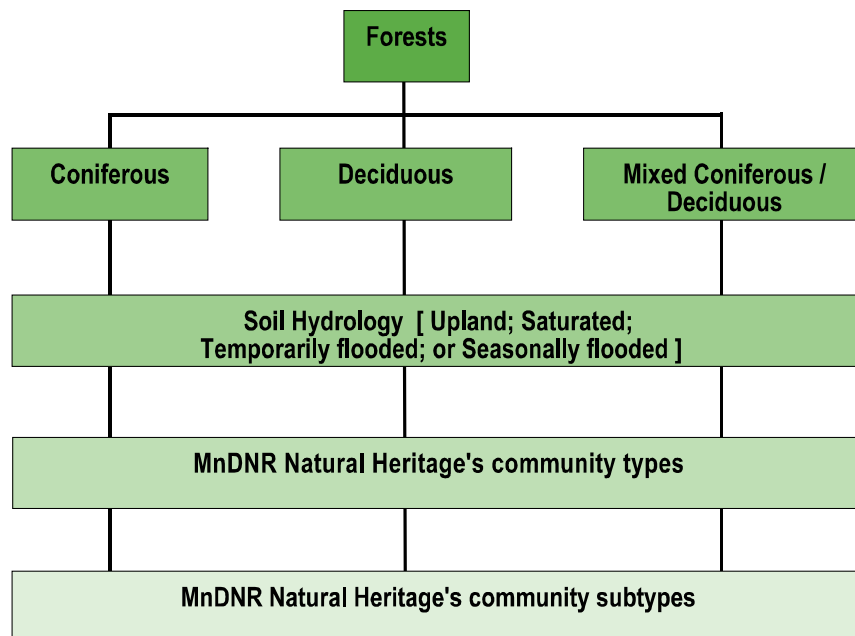 Forests
Coniferous
Deciduous
Mixed Coniferous /
Deciduous
Soil Hydrology [ Upland; Saturated;
Temporarily flooded; or Seasonally flooded ]
MnDNR Natural Heritage's community types
MnDNR Natural Heritage's community subtypes